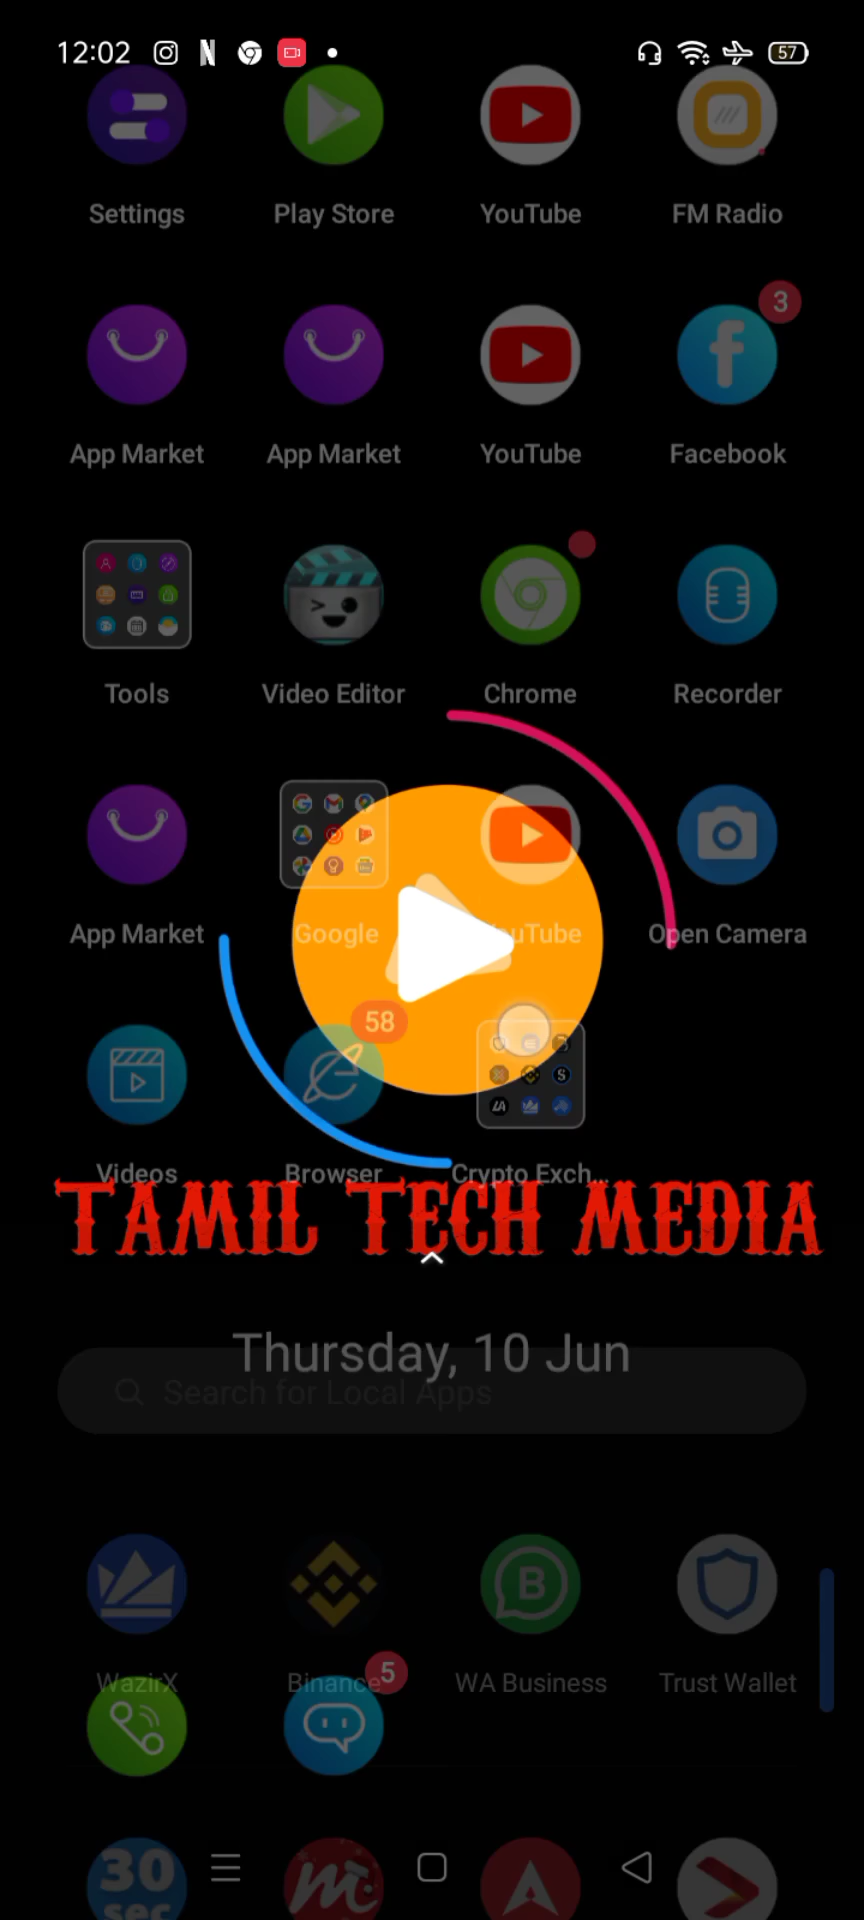 12:02
57
Settings Play Store YouTube FM Radio
3
App Market App Market YouTube Facebook
Tools Video Editor Chrome Recorder
App Market Google YouTube Open Camera
58
Videos Browser Crypto Exch...
TAMIL TECH MEDIA
Thursday, 10 Jun
Search for Local Apps
B
WazirX Binance WA Business Trust Wallet
5
30
sec
m